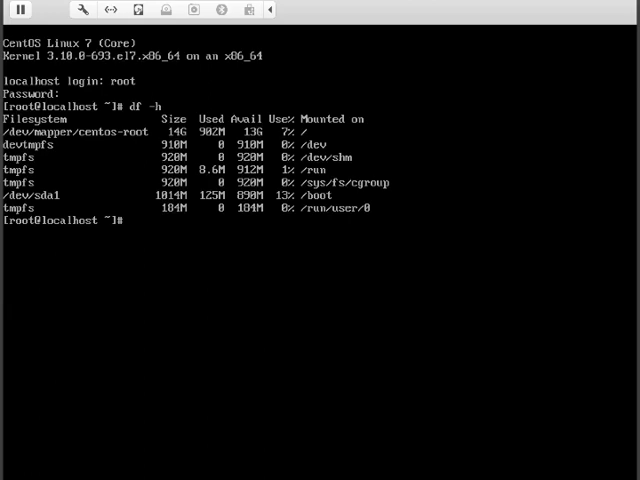 CentOS Linux 7 (Core)
Kernel 3.10.0-693.el7.x86_64 on an x86_64
localhost login: root
Password:
[root@localhost ~]# df -h
Filesystem Size Used Avail Use% Mounted on
/dev/mapper/centos-root 14G 902M 13G 7% /
devtmpfs 910M 0 910M 0% /dev
tmpfs 920M 0 920M 0% /dev/shm
tmpfs 920M 8.6M 912M 1% /run
tmpfs 920M 0 920M 0% /sys/fs/cgroup
/dev/sda1 1014M 125M 890M 13% /boot
tmpfs 184M 0 184M 0% /run/user/0
[root@localhost ~]#